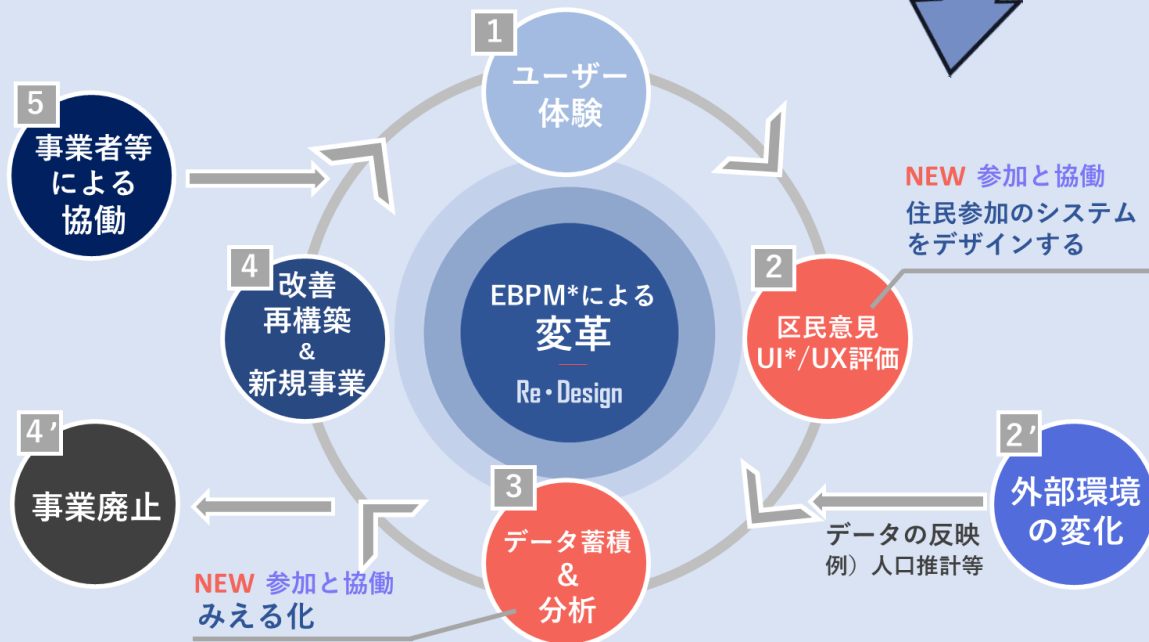 1
ユーザー
体験
5
事業者等
による
協働
NEW 参加と協働
住民参加のシステム
をデザインする
2
区民意見
UI*/UX評価
4
改善
再構築
&
新規事業
EBPM*による
変革
Re・Design
4’
事業廃止
2’
外部環境
の変化
データの反映
例）人口推計等
3
データ蓄積
&
分析
NEW 参加と協働
みえる化